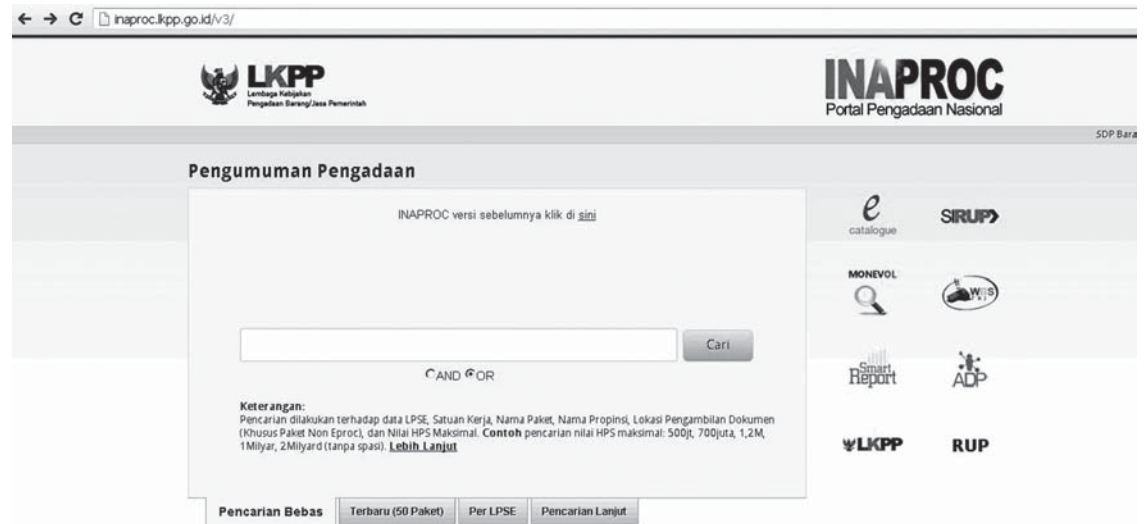 inaproc.lkpp.go.id/v3/
LKPP
Lembaga Kebijakan
Pengadaan Barang/Jasa Pemerintah
INAPROC
Portal Pengadaan Nasional
SDP Bara
Pengumuman Pengadaan
INAPROC versi sebelumnya klik di sini
Cari
AND OR
Keterangan:
Pencarian dilakukan terhadap data LPSE, Satuan Kerja, Nama Paket, Nama Propinsi, Lokasi Pengambilan Dokumen
(Khusus Paket Non Eproc), dan Nilai HPS Maksimal. Contoh pencarian nilai HPS maksimal: 500jt, 700juta, 1,2M,
1Milyar, 2Milyard (tanpa spasi). Lebih Lanjut
Pencarian Bebas Terbaru (50 Paket) Per LPSE Pencarian Lanjut
e
catalogue
SIRUP
MONEVOL
Smart
Report
ADP
LKPP
RUP